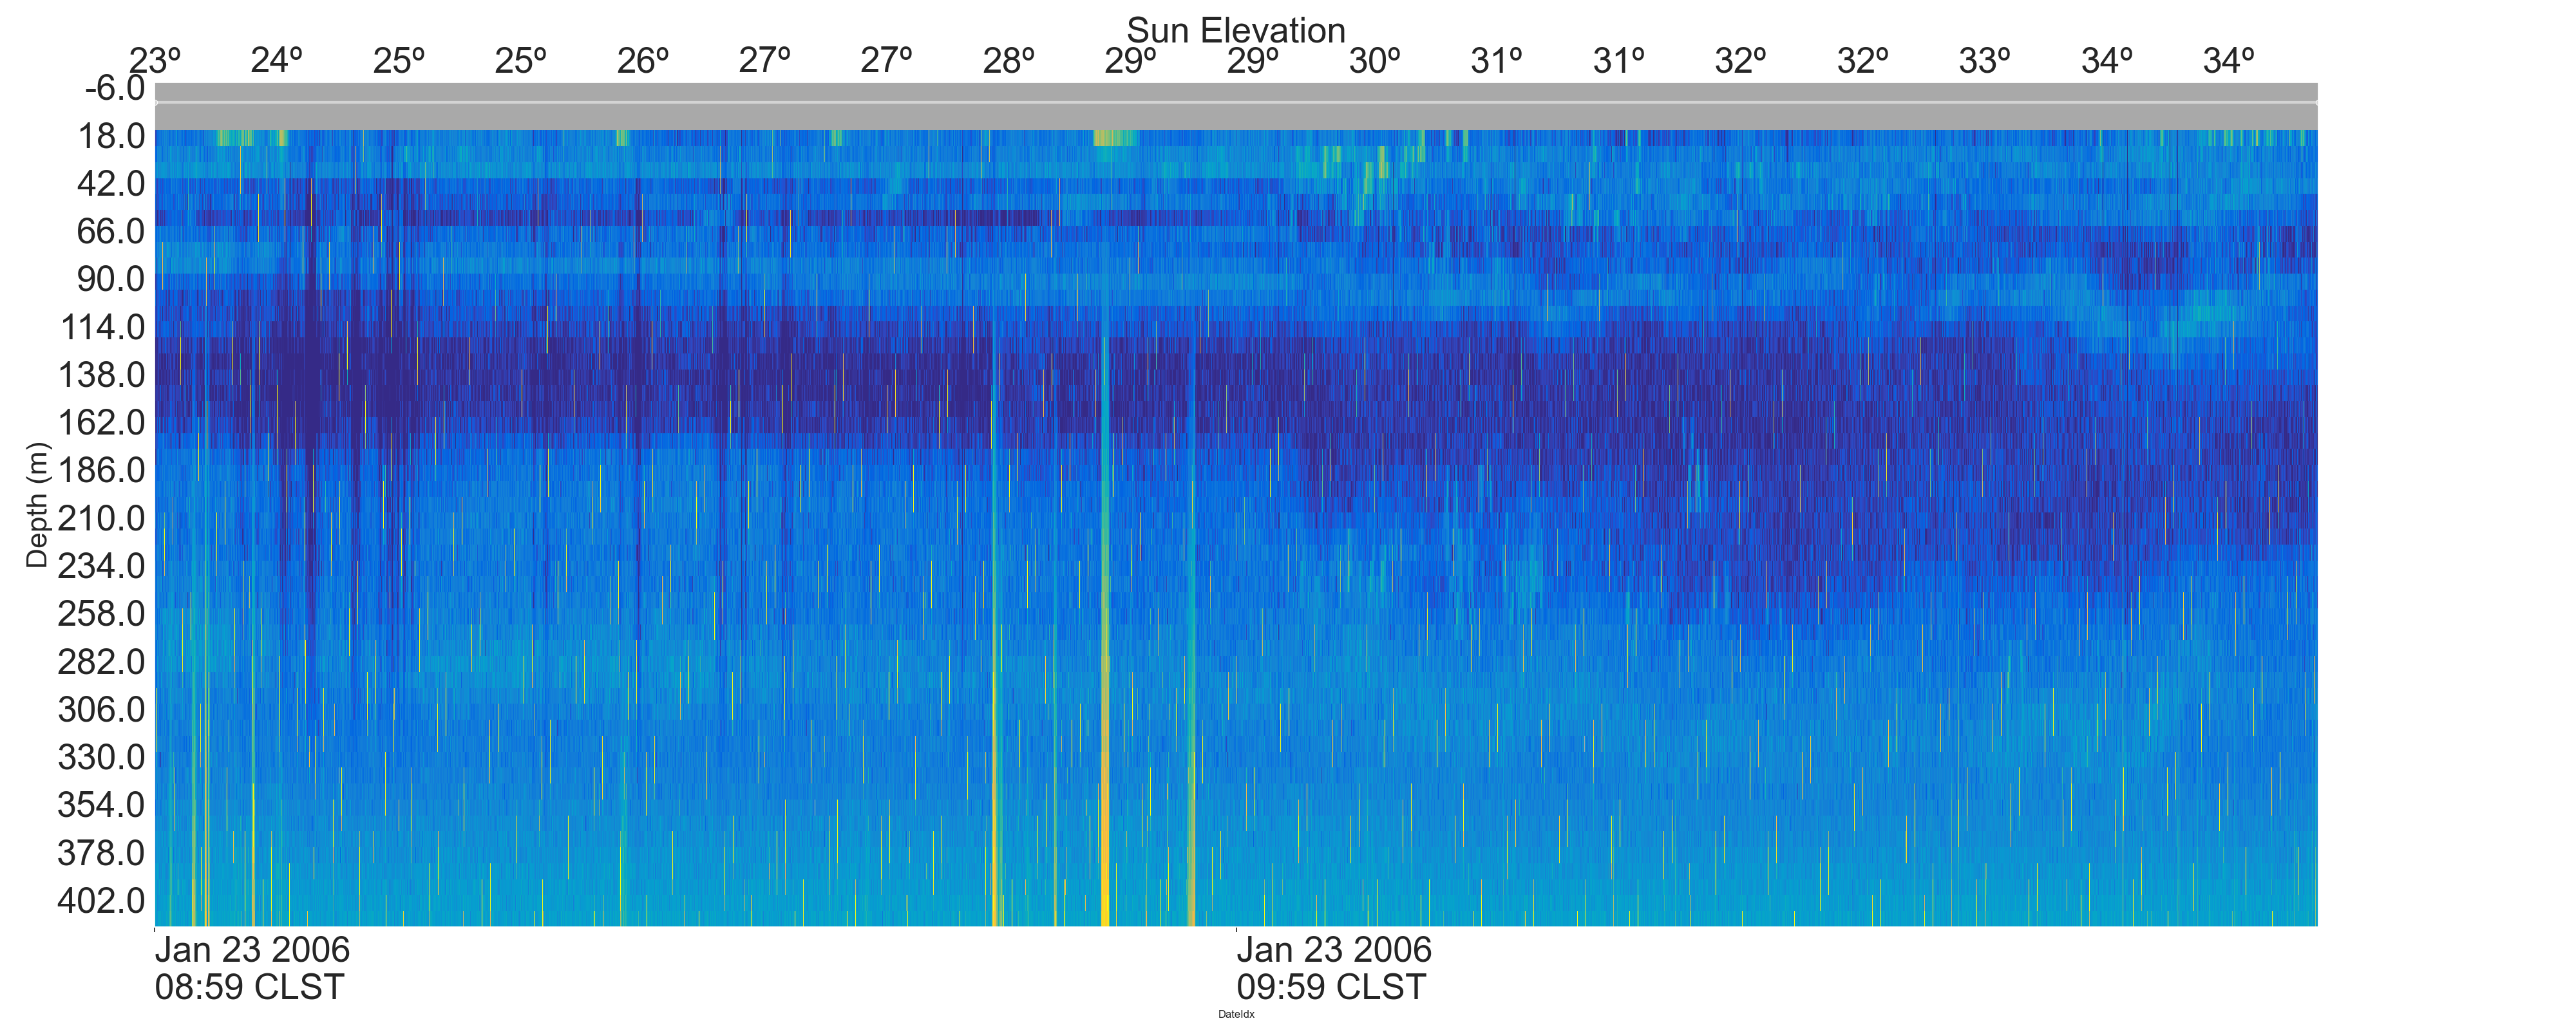 Sun Elevation
23º 24º 25º 25º 26º 27º 27º 28º 29º 29º 30º 31º 31º 32º 32º 33º 34º 34º
-6.0
18.0
42.0
66.0
90.0
114.0
138.0
162.0
186.0
210.0
234.0
258.0
282.0
306.0
330.0
354.0
378.0
402.0
Depth (m)
Jan 23 2006
08:59 CLST
Jan 23 2006
09:59 CLST
DateIdx